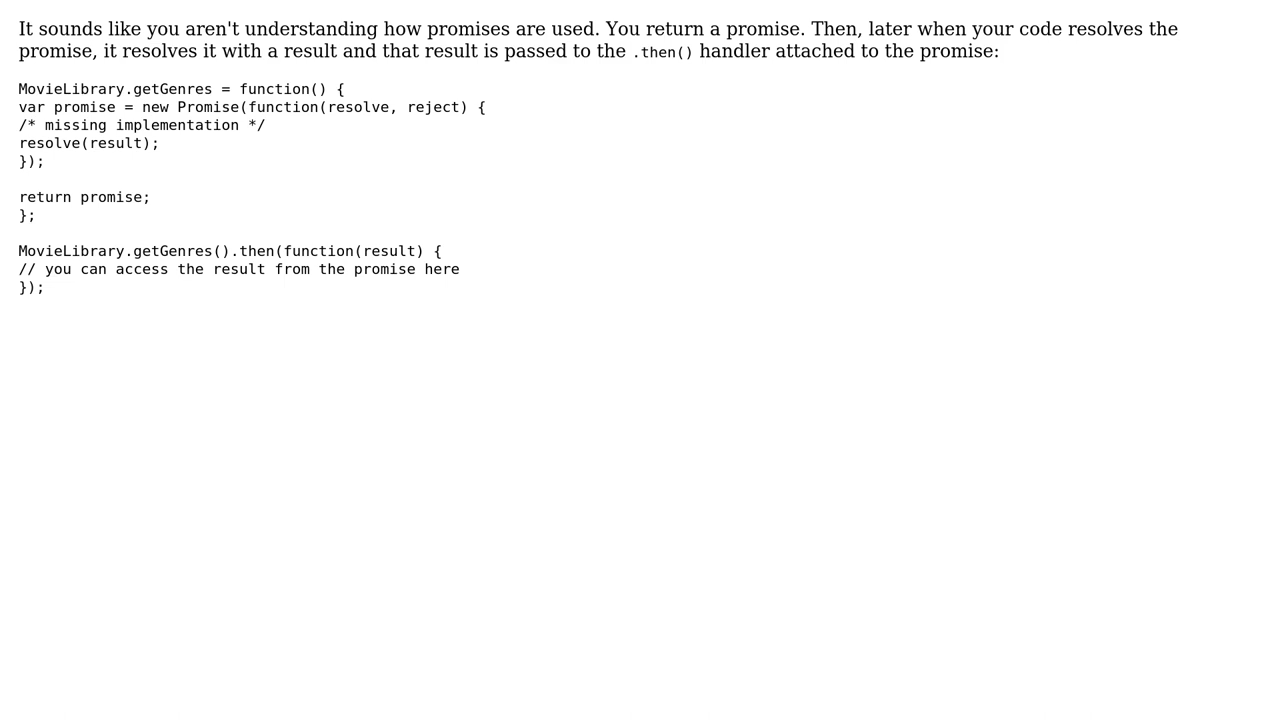 It sounds like you aren't understanding how promises are used. You return a promise. Then, later when your code resolves the
promise, it resolves it with a result and that result is passed to the .then() handler attached to the promise:
MovieLibrary.getGenres = function() {
var promise = new Promise(function(resolve, reject) {
/* missing implementation */
resolve(result);
});
return promise;
};
MovieLibrary.getGenres().then(function(result) {
// you can access the result from the promise here
});